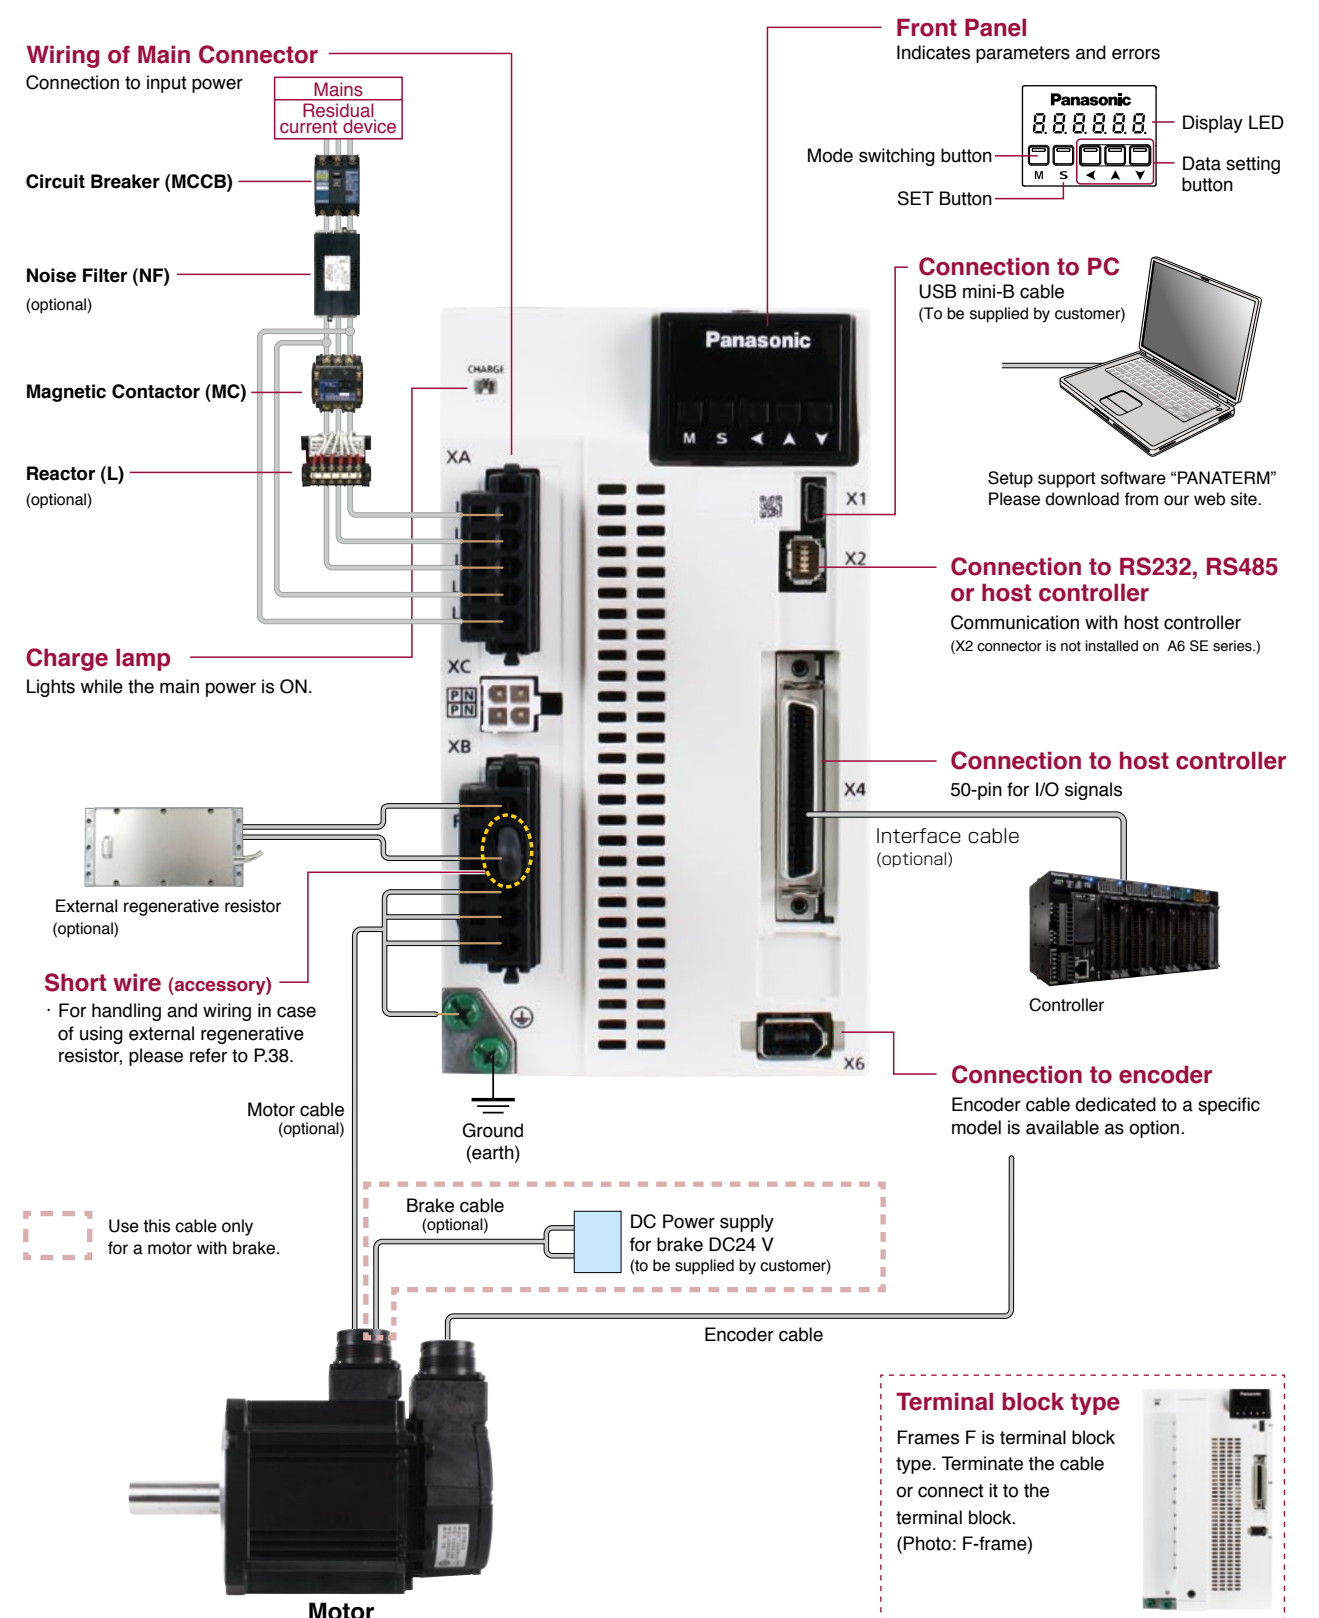 Wiring of Main Connector
Connection to input power
Mains
Residual
current device
Circuit Breaker (MCCB)
Noise Filter (NF)
(optional)
Magnetic Contactor (MC)
Reactor (L)
(optional)
Charge lamp
Lights while the main power is ON.
External regenerative resistor
(optional)
Short wire (accessory)
· For handling and wiring in case
of using external regenerative
resistor, please refer to P.38.
Front Panel
Indicates parameters and errors
Panasonic
8.8.8.8.8.8.
Display LED
Mode switching button
M S
Data setting
button
SET Button
Connection to PC
USB mini-B cable
(To be supplied by customer)
Setup support software “PANATERM”
Please download from our web site.
Panasonic
M S
CHARGE
XA
L
L
L
L
L
XC
P N
P N
XB
X1
X2
X4
X6
Connection to RS232, RS485
or host controller
Communication with host controller
(X2 connector is not installed on A6 SE series.)
Connection to host controller
50-pin for I/O signals
Interface cable
(optional)
Controller
Connection to encoder
Encoder cable dedicated to a specific
model is available as option.
Motor cable
(optional)
Ground
(earth)
Use this cable only
for a motor with brake.
Brake cable
(optional)
DC Power supply
for brake DC24 V
(to be supplied by customer)
Encoder cable
Motor
Terminal block type
Frames F is terminal block
type. Terminate the cable
or connect it to the
terminal block.
(Photo: F-frame)
Panasonic